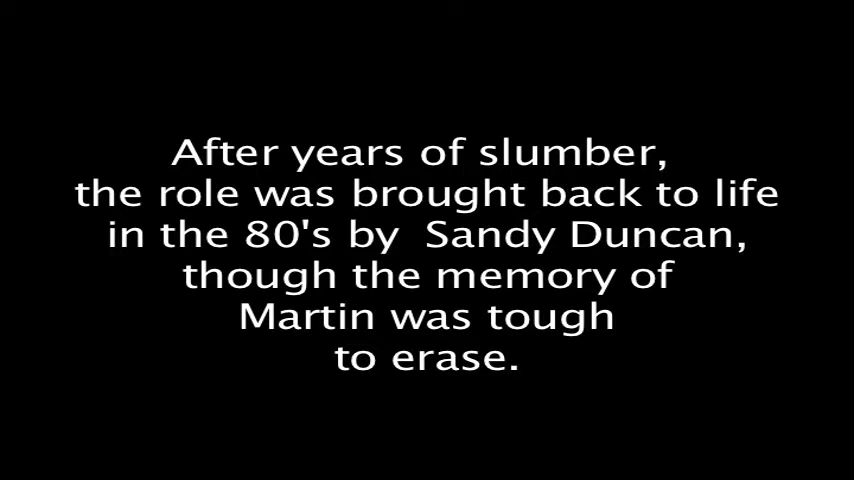 After years of slumber,
the role was brought back to life
in the 80's by  Sandy Duncan,
though the memory of
Martin was tough
to erase.